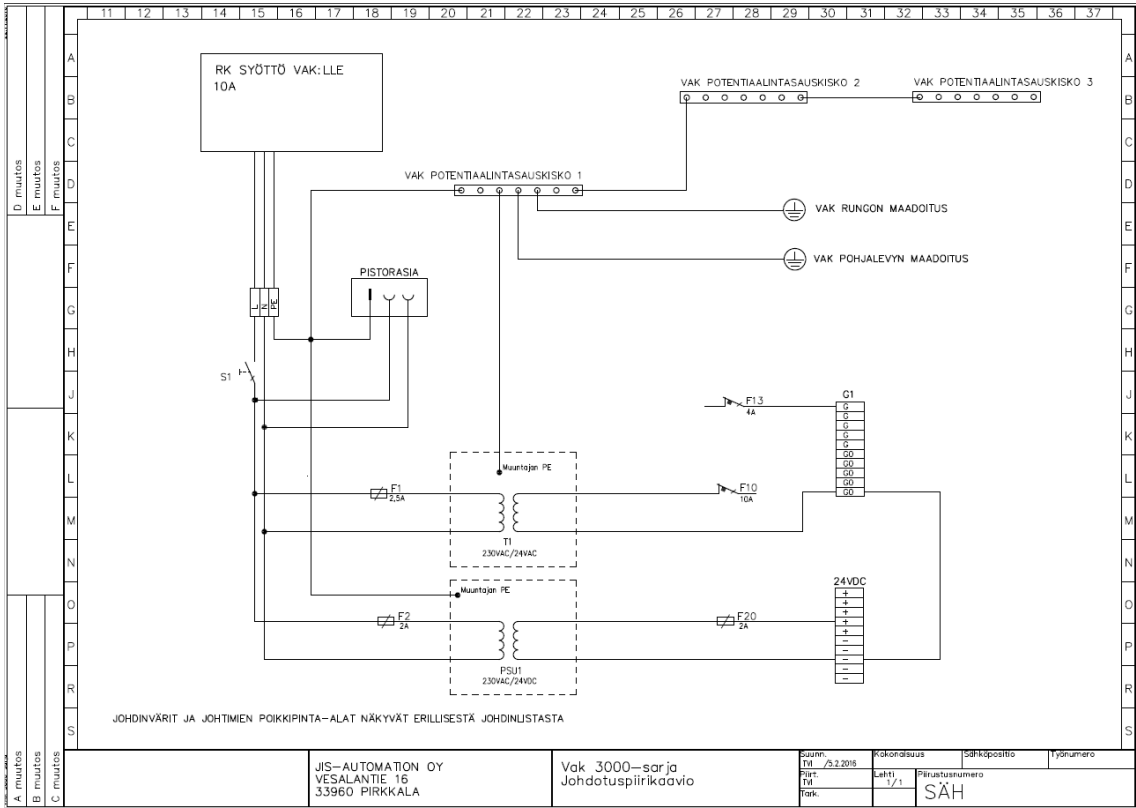 11 12 13 14 15 16 17 18 19 20 21 22 23 24 25 26 27 28 29 30 31 32 33 34 35 36 37
A
B
C
D
E
F
G
H
J
K
L
M
N
O
P
R
S
A
B
C
D
E
F
G
H
J
K
L
M
N
O
P
R
S
D muutos
E muutos
F muutos
A muutos
B muutos
C muutos
RK SYÖTTÖ VAK:LLE
10A
VAK POTENTIAALINTASAUSKISKO 2
VAK POTENTIAALINTASAUSKISKO 3
VAK POTENTIAALINTASAUSKISKO 1
VAK RUNGON MAADOITUS
VAK POHJALEVYN MAADOITUS
PISTORASIA
L
N
PE
S1
F13
4A
G1
G
G
G
G
G
G0
G0
G0
G0
G0
Muuntajan PE
F1
2,5A
F10
10A
T1
230VAC/24VAC
Muuntajan PE
F2
2A
F20
2A
PSU1
230VAC/24VDC
24VDC
+
+
+
+
+
-
-
-
-
-
JOHDINVÄRIT JA JOHTIMIEN POIKKIPINTA-ALAT NÄKYVÄT ERILLISESTÄ JOHDINLISTASTA
JIS-AUTOMATION OY
VESALANTIE 16
33960 PIRKKALA
Vak 3000-sarja
Johdotuspiirikaavio
Suunn.
TVI /5.2.2016
Piirt.
TVI
Tark.
Kokonaisuus
Sähköpositio
Työnumero
Lehti
1/1
Piirustusnumero
SÄH